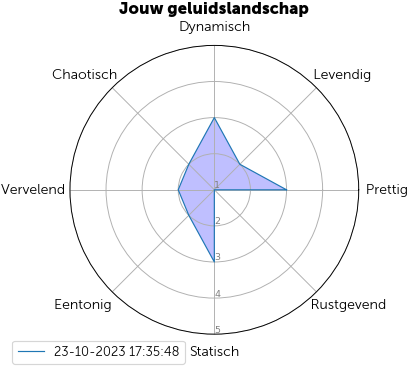 Jouw geluidslandschap
Dynamisch
Chaotisch
Levendig
Vervelend
1
Prettig
2
3
4
Eentonig
Rustgevend
5
23-10-2023 17:35:48
Statisch